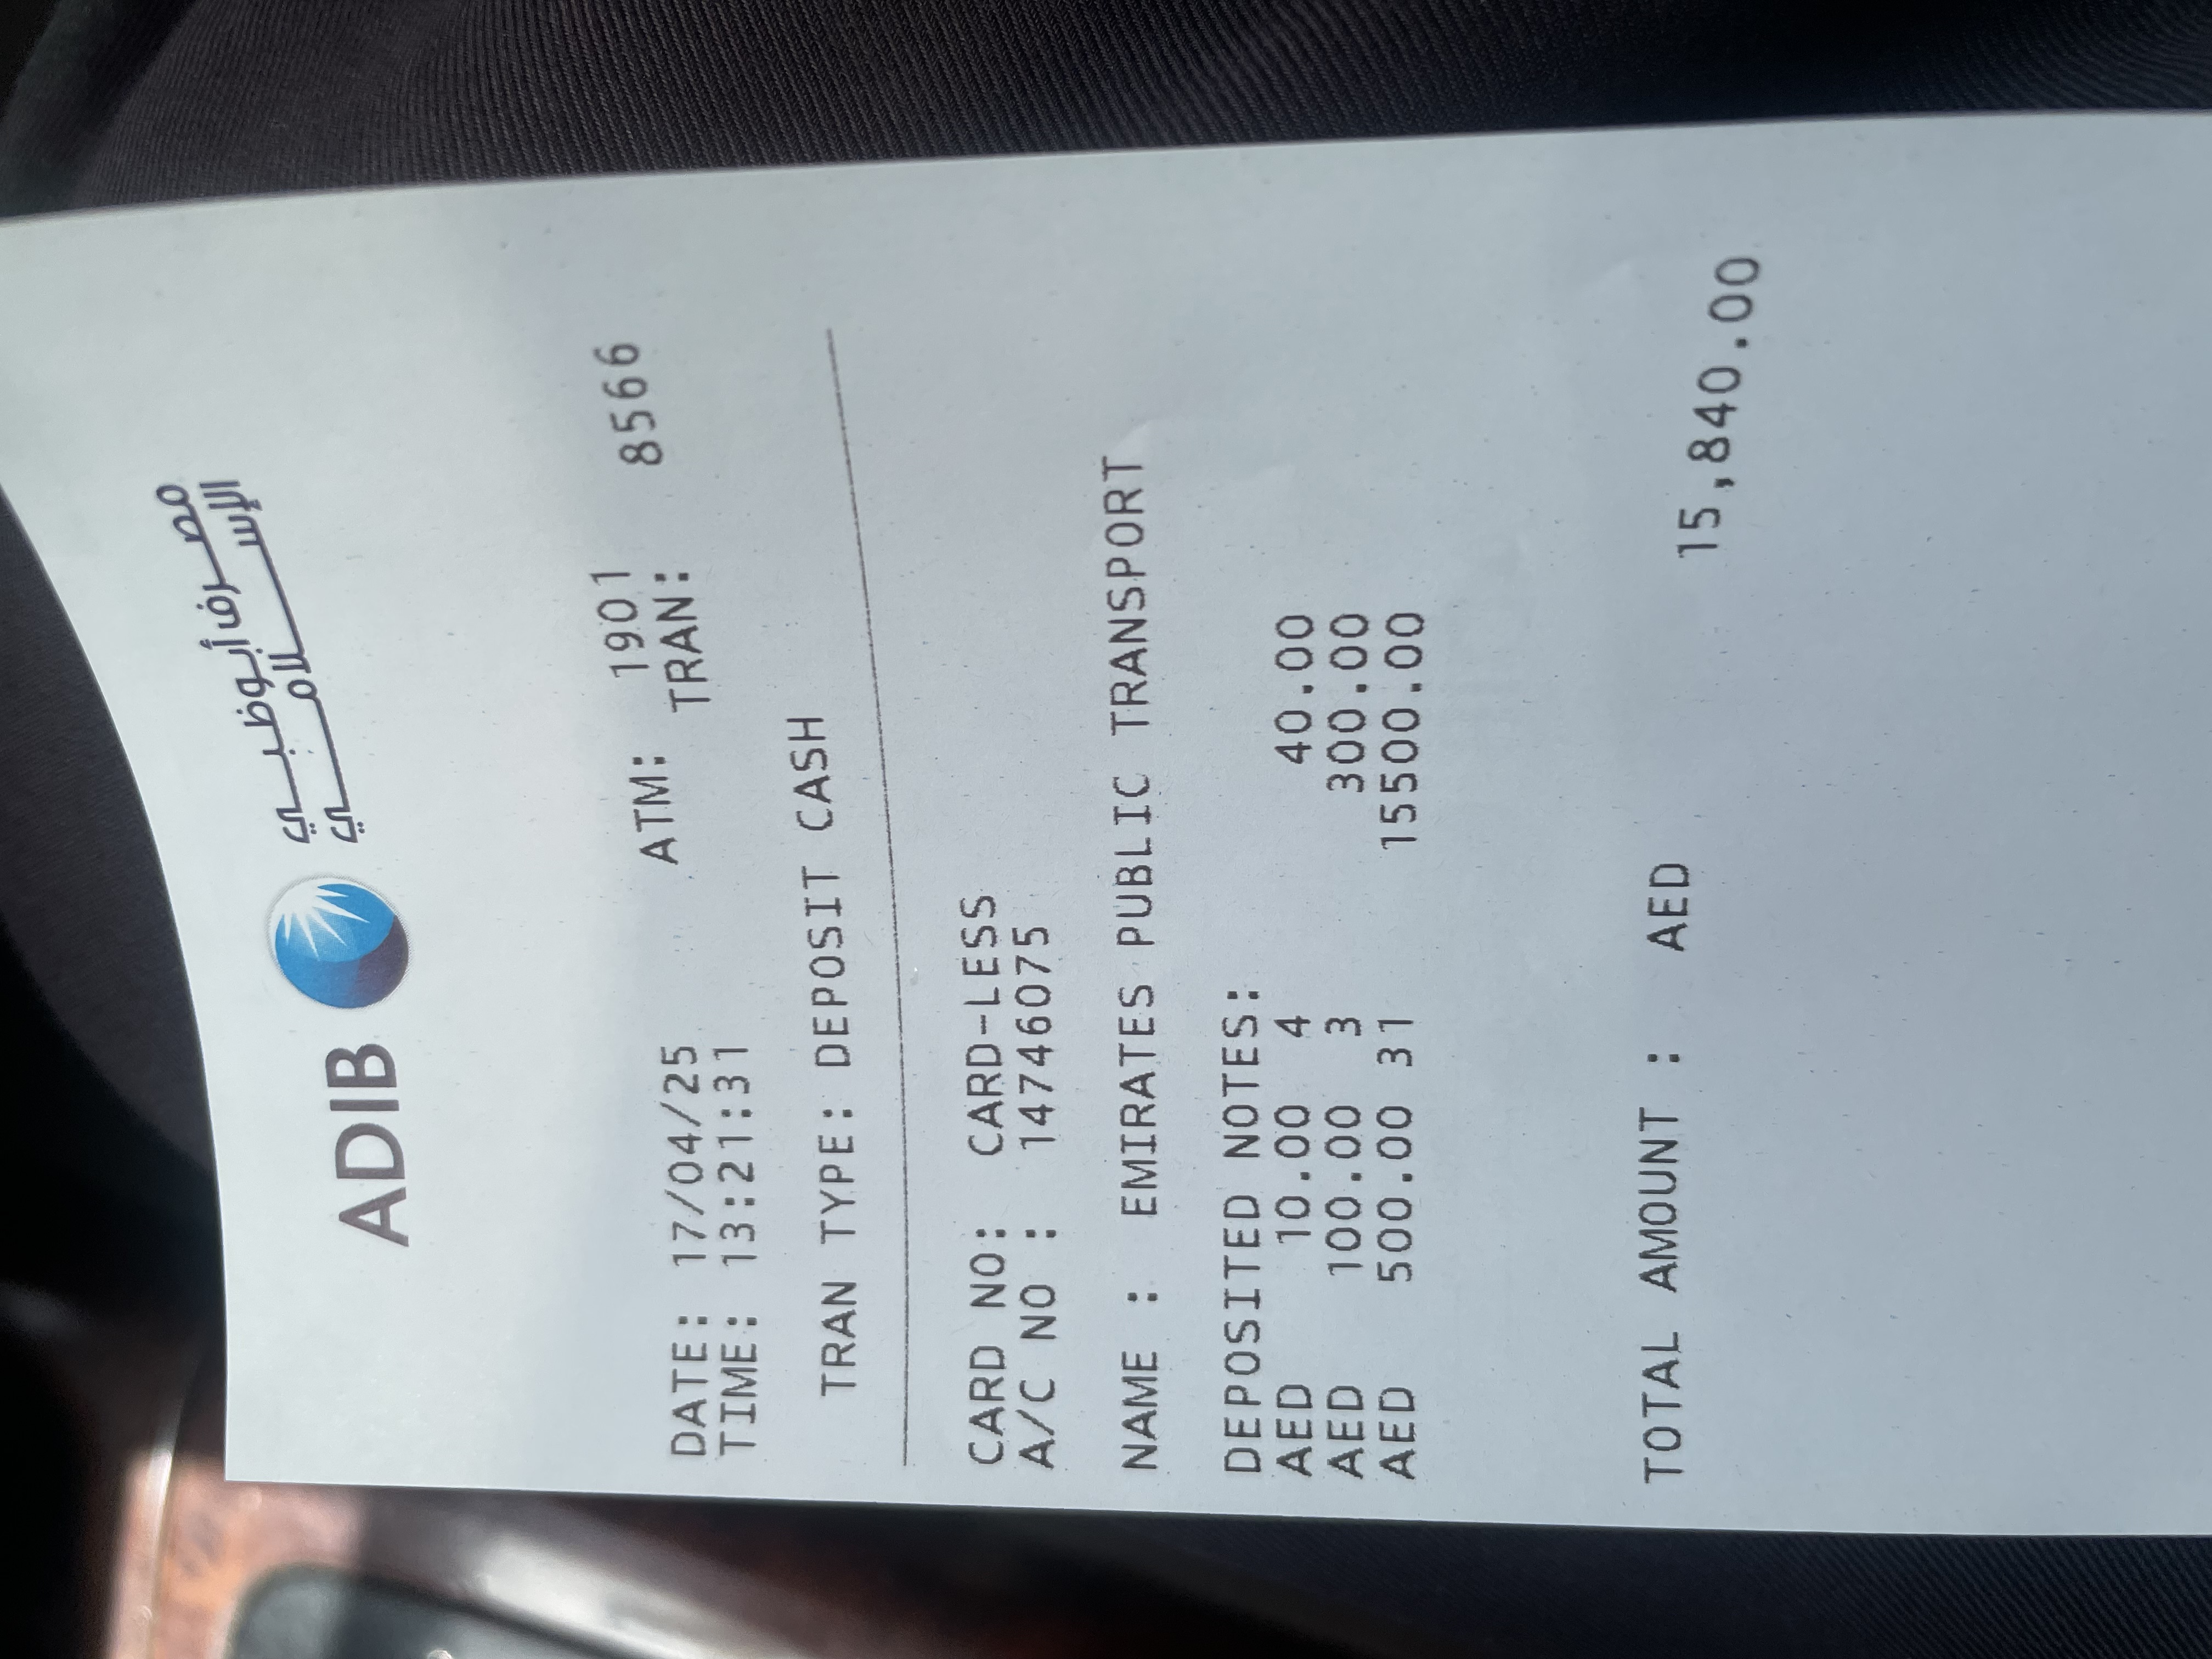 ADIB
مصرف أبوظبي
الإسلامي
DATE: 17/04/25 ATM: 1901
TIME: 13:21:31 TRAN: 8566
TRAN TYPE: DEPOSIT CASH
CARD NO: CARD-LESS
A/C NO : 14746075
NAME : EMIRATES PUBLIC TRANSPORT
DEPOSITED NOTES:
AED 10.00 4 40.00
AED 100.00 3 300.00
AED 500.00 31 15500.00
TOTAL AMOUNT : AED 15,840.00